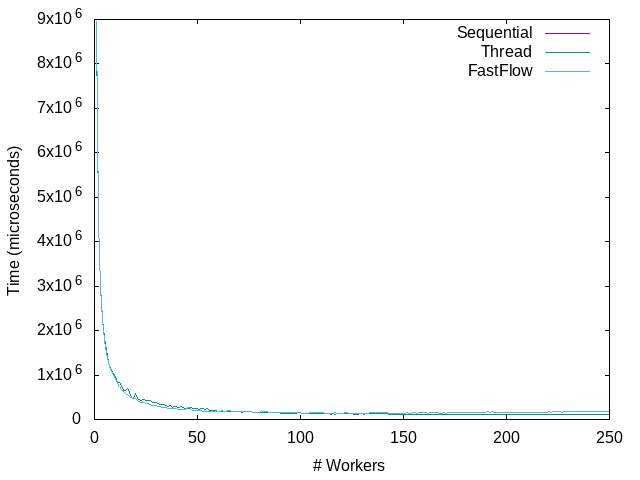 Sequential
Thread
FastFlow
9x10^6
8x10^6
7x10^6
6x10^6
5x10^6
4x10^6
3x10^6
2x10^6
1x10^6
0
Time (microseconds)
0 50 100 150 200 250
# Workers